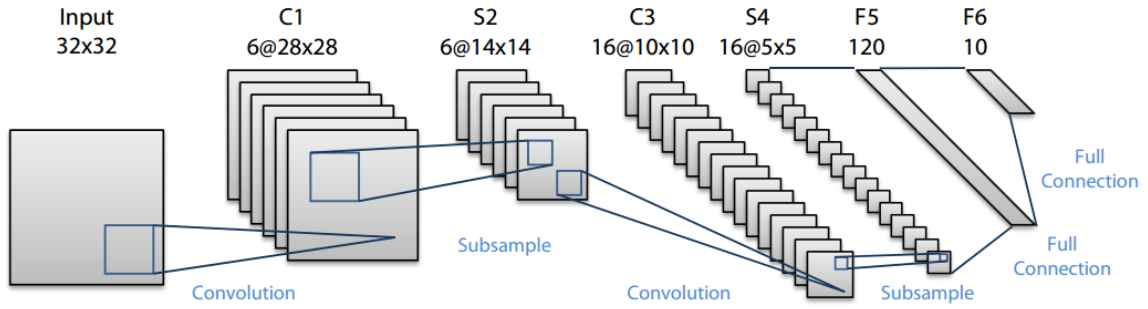 Input
32x32
C1
6@28x28
S2
6@14x14
C3
16@10x10
S4
16@5x5
F5
120
F6
10
Convolution
Subsample
Convolution
Subsample
Full
Connection
Full
Connection